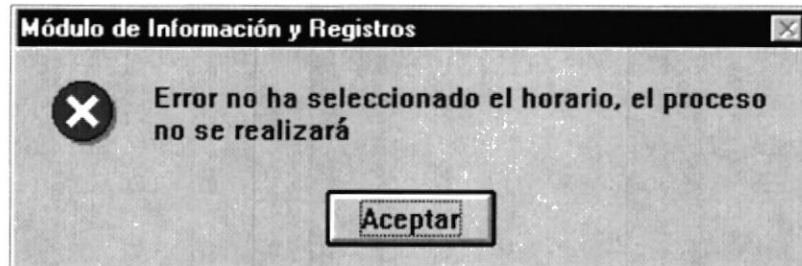 Módulo de Información y Registros
Error no ha seleccionado el horario, el proceso
no se realizará
Aceptar